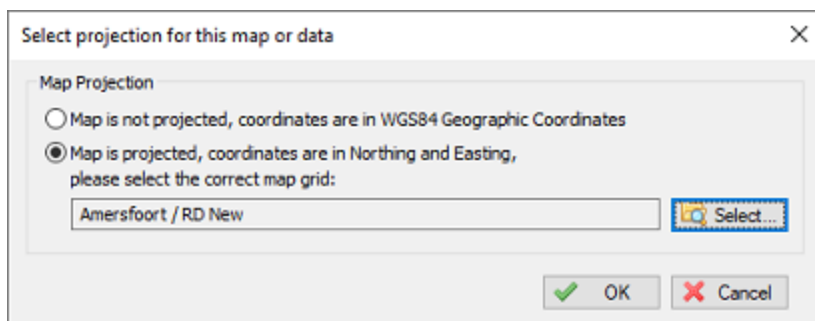 Select projection for this map or data
Map Projection
Map is not projected, coordinates are in WGS84 Geographic Coordinates
Map is projected, coordinates are in Northing and Easting,
please select the correct map grid:
Amersfoort / RD New
Select...
OK
Cancel